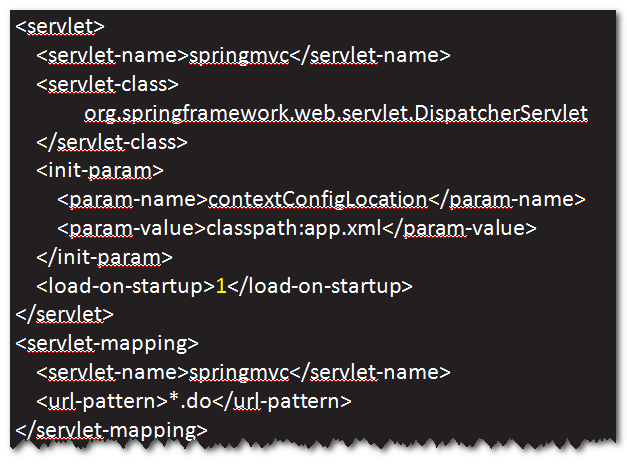 <servlet>
<servlet-name>springmvc</servlet-name>
<servlet-class>
org.springframework.web.servlet.DispatcherServlet
</servlet-class>
<init-param>
<param-name>contextConfigLocation</param-name>
<param-value>classpath:app.xml</param-value>
</init-param>
<load-on-startup>1</load-on-startup>
</servlet>
<servlet-mapping>
<servlet-name>springmvc</servlet-name>
<url-pattern>*.do</url-pattern>
</servlet-mapping>